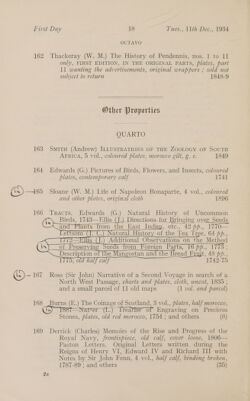 First Day 18 Tues., 11th Dec., 1934
OCTAVO
162 Thackeray (W. M.) The History of Pendennis, nos. 1 to 11
only, FIRST EDITION, IN THE ORIGINAL PARTS, plates, part
11 wanting the advertisements, original wrappers; sold not
subject to return 1848-9
Other Properties
QUARTO
163 SMITH (Andrew) ILLUSTRATIONS OF THE ZOOLOGY OF SOUTH
AFRICA, 5 vol., coloured plates, morocco gilt, g. e. 1849
164 Edwards (G.) Pictures of Birds, Flowers, and Insects, coloured
plates, contemporary calf 1741
165 Sloane (W. M.) Life of Napoleon Bonaparte, 4 vol., coloured
and other plates, original cloth 1896
166 TRACTS. Edwards (G.) Natural History of Uncommon
Birds, 1743—Ellis (J.) Directions for Bringing over Seeds
and Plants from the East Indies, etc., 42 pp., 1770—
Lettsom (J. C.) Natural History of the Tea Tree, 64 pp.,
1772—Ellis (J.) Additional Observations on the Method
of Preserving Seeds from Foreign Parts, 16 pp., 1773;
Description of the Mangostan and the Bread Fruit, 48 pp.,
1775, old half calf 1742-75
167 Ross (Sir John) Narrative of a Second Voyage in search of a
North West Passage, charts and plates, cloth, uncut, 1835;
and a small parcel of 11 old maps (1 vol. and parcel)
168 Burns (E.) The Coinage of Scotland, 3 vol., plates, half morocco,
1887—Natter (L.) Treatise of Engraving on Precious
Stones, plates, old red morocco, 1754; and others (6)
169 Derrick (Charles) Memoirs of the Rise and Progress of the
Royal Navy, frontispiece, old calf, cover loose, 1806—
Paston Letters, Original Letters written during the
Reigns of Henry VI, Edward IV and Richard III with
Notes by Sir John Fenn, 4 vol., half calf, binding broken,
1787-89; and others (35)